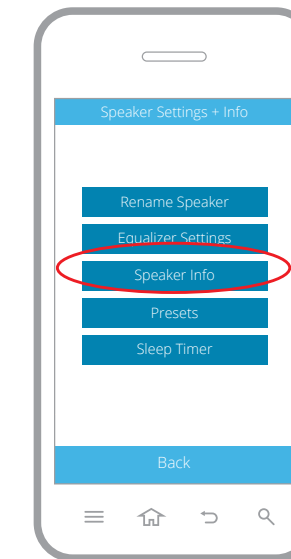 Speaker Settings + Info
Rename Speaker
Equalizer Settings
Speaker Info
Presets
Sleep Timer
Back